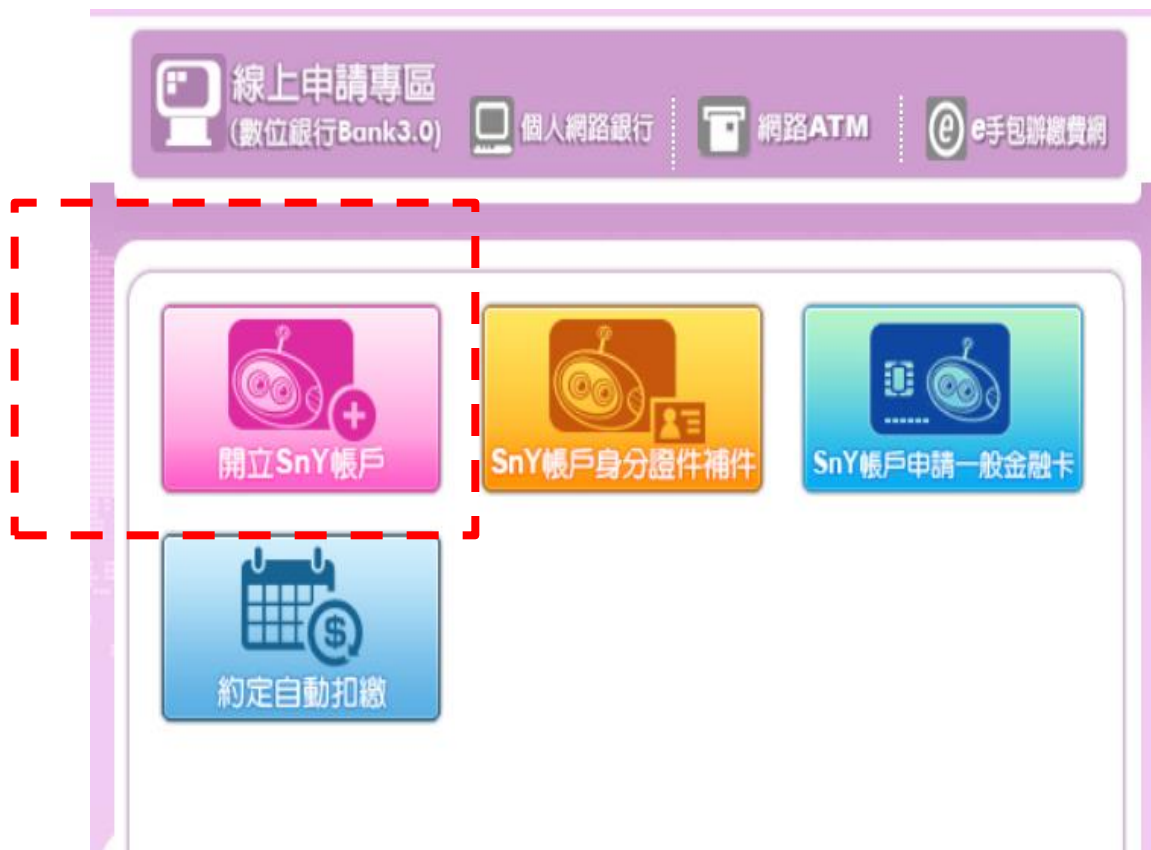 線上申請專區
(數位銀行Bank3.0)
個人網路銀行
網路ATM
e手包辦繳費網
開立SnY帳戶
SnY帳戶身分證件補件
SnY帳戶申請一般金融卡
約定自動扣繳